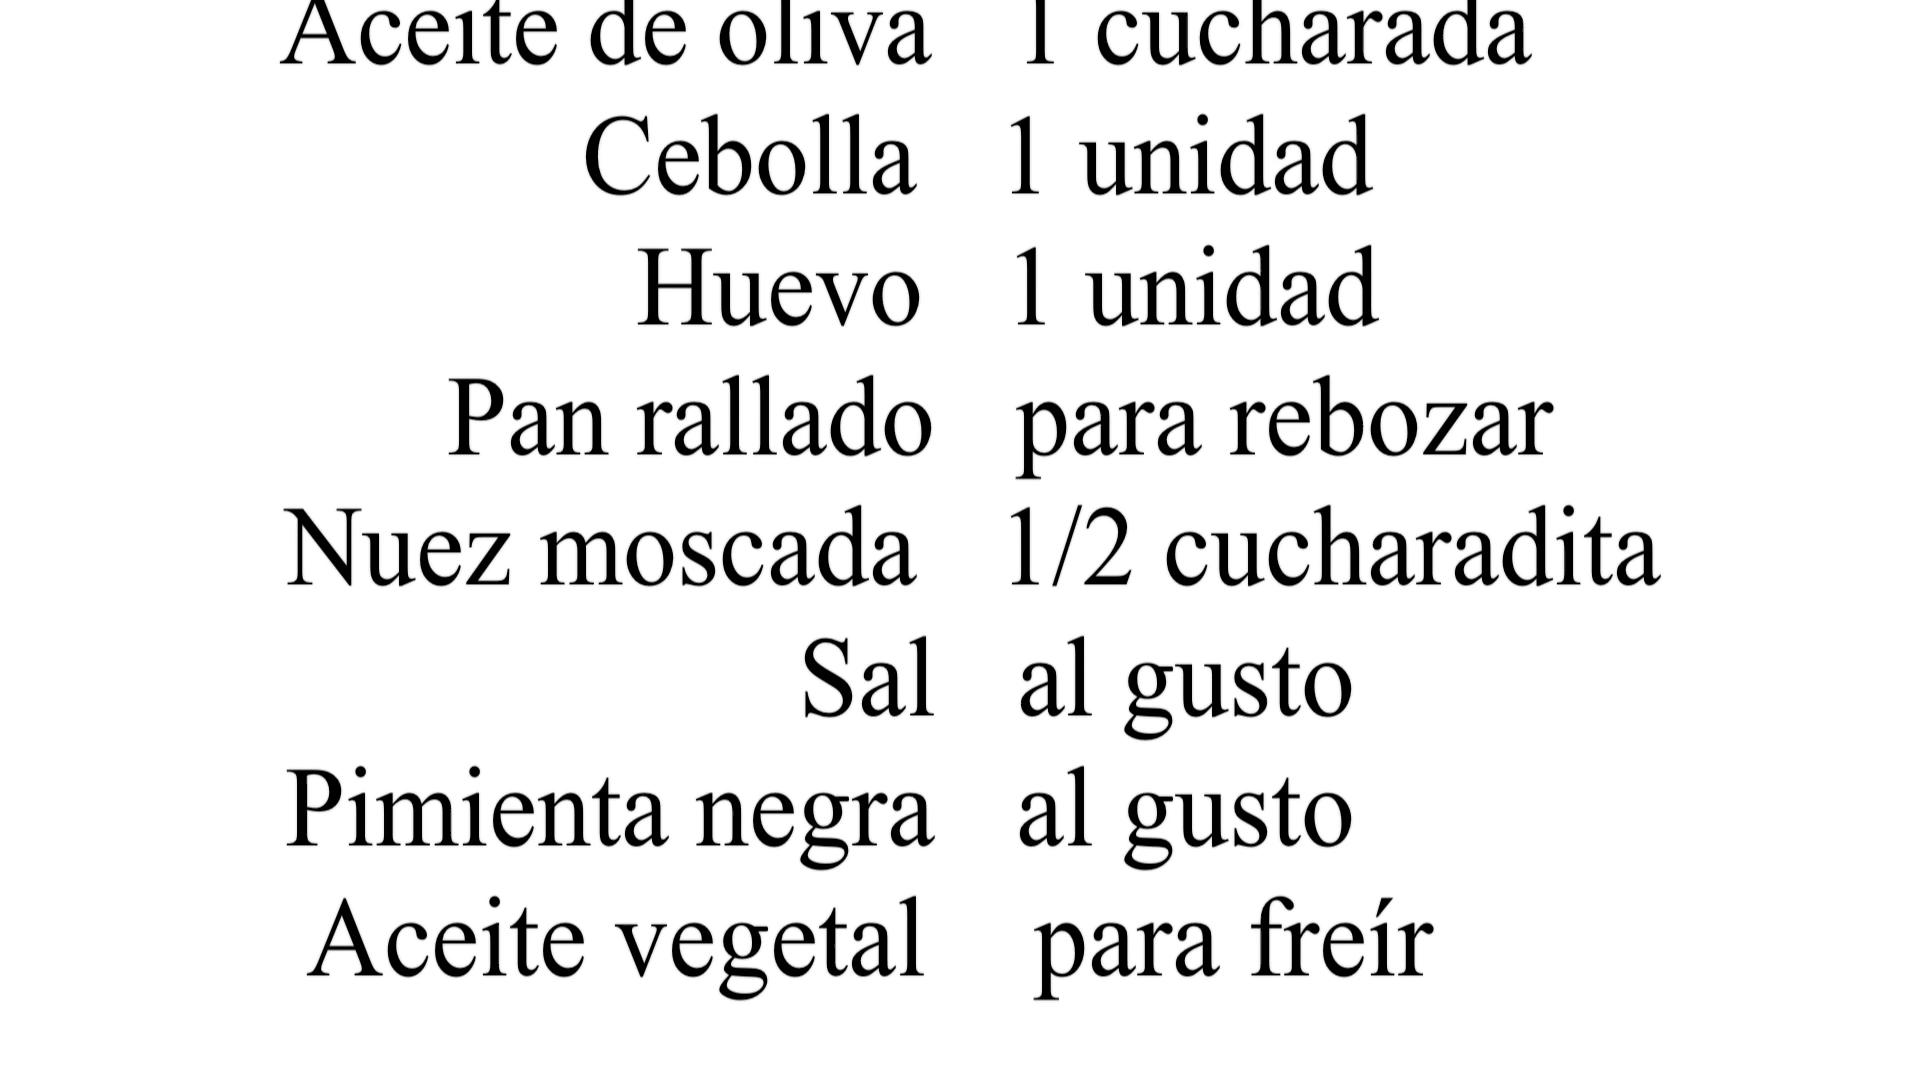 Aceite de oliva 1 cucharada
Cebolla 1 unidad
Huevo 1 unidad
Pan rallado para rebozar
Nuez moscada 1/2 cucharadita
Sal al gusto
Pimienta negra al gusto
Aceite vegetal para freír